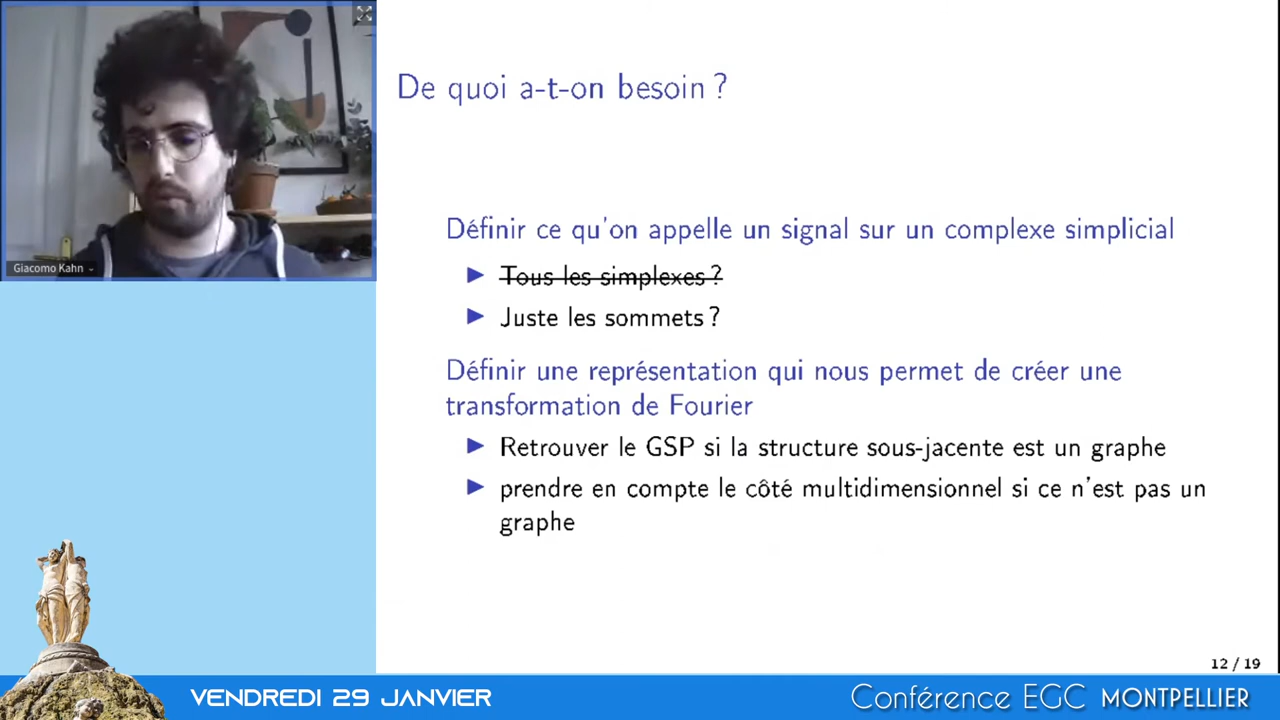 Giacomo Kahn
De quoi a-t-on besoin ?
Définir ce qu'on appelle un signal sur un complexe simplicial
Tous les simplexes ?
Juste les sommets ?
Définir une représentation qui nous permet de créer une
transformation de Fourier
Retrouver le GSP si la structure sous-jacente est un graphe
prendre en compte le côté multidimensionnel si ce n'est pas un
graphe
12 / 19
VENDREDI 29 JANVIER
Conférence EGC MONTPELLIER